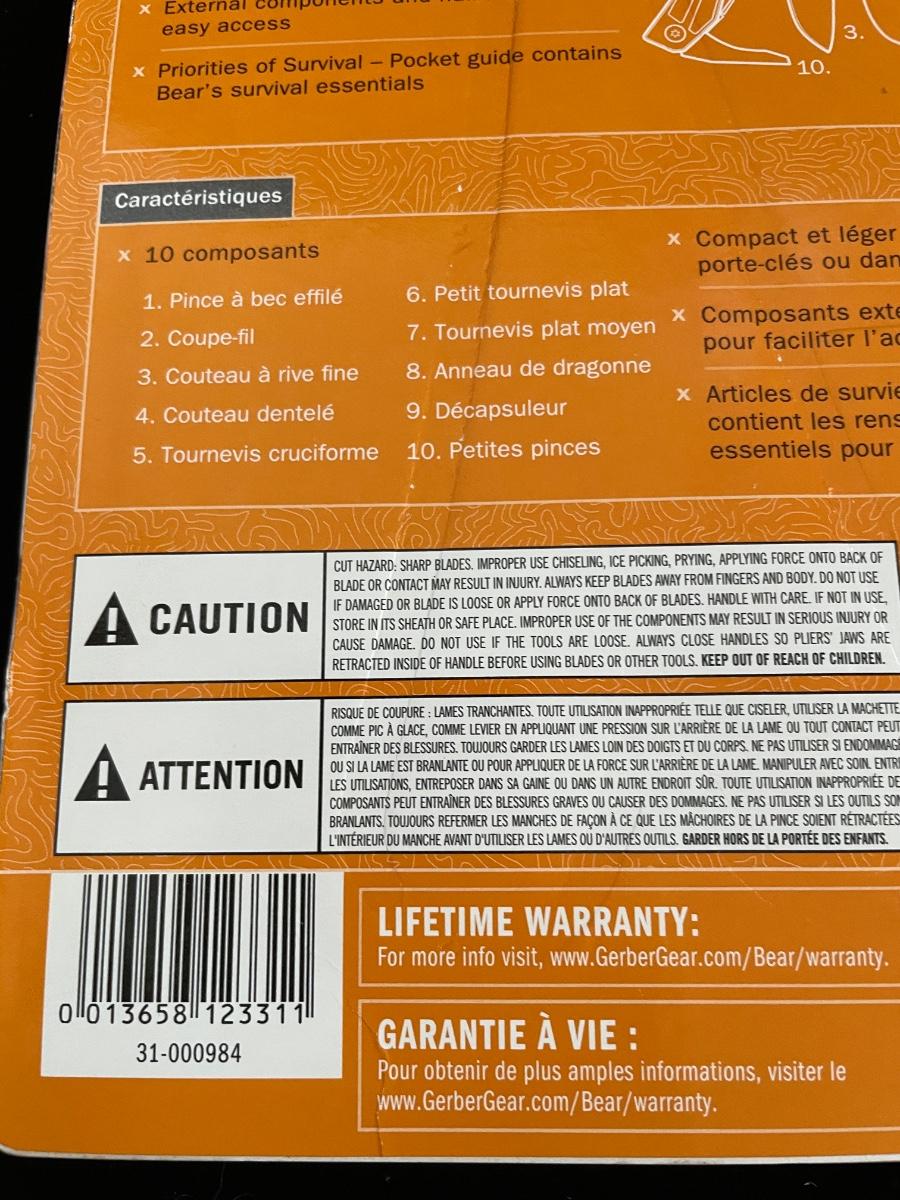 × External components and
easy access
× Priorities of Survival – Pocket guide contains
Bear's survival essentials
3.
10.
Caractéristiques
× 10 composants
1. Pince à bec effilé
2. Coupe-fil
3. Couteau à rive fine
4. Couteau dentelé
5. Tournevis cruciforme
6. Petit tournevis plat
7. Tournevis plat moyen
8. Anneau de dragonne
9. Décapsuleur
10. Petites pinces
× Compact et léger
porte-clés ou dan
× Composants exte
pour faciliter l'ac
× Articles de survie
contient les rens
essentiels pour
CAUTION
CUT HAZARD: SHARP BLADES. IMPROPER USE CHISELING, ICE PICKING, PRYING, APPLYING FORCE ONTO BACK OF
BLADE OR CONTACT MAY RESULT IN INJURY. ALWAYS KEEP BLADES AWAY FROM FINGERS AND BODY. DO NOT USE
IF DAMAGED OR BLADE IS LOOSE OR APPLY FORCE ONTO BACK OF BLADES. HANDLE WITH CARE. IF NOT IN USE,
STORE IN ITS SHEATH OR SAFE PLACE. IMPROPER USE OF THE COMPONENTS MAY RESULT IN SERIOUS INJURY OR
CAUSE DAMAGE. DO NOT USE IF THE TOOLS ARE LOOSE. ALWAYS CLOSE HANDLES SO PLIERS' JAWS ARE
RETRACTED INSIDE OF HANDLE BEFORE USING BLADES OR OTHER TOOLS. KEEP OUT OF REACH OF CHILDREN.
ATTENTION
RISQUE DE COUPURE : LAMES TRANCHANTES. TOUTE UTILISATION INAPPROPRIÉE TELLE QUE CISELER, UTILISER LA MACHETTE
COMME PIC À GLACE, COMME LEVIER EN APPLIQUANT UNE PRESSION SUR L'ARRIÈRE DE LA LAME OU TOUT CONTACT PEUT
ENTRAÎNER DES BLESSURES. TOUJOURS GARDER LES LAMES LOIN DES DOIGTS ET DU CORPS. NE PAS UTILISER SI ENDOMMAGÉ
OU SI LA LAME EST BRANLANTE OU POUR APPLIQUER DE LA FORCE SUR L'ARRIÈRE DE LA LAME. MANIPULER AVEC SOIN. ENTRE
LES UTILISATIONS, ENTREPOSER DANS SA GAINE OU DANS UN AUTRE ENDROIT SÛR. TOUTE UTILISATION INAPPROPRIÉE DE
COMPOSANTS PEUT ENTRAÎNER DES BLESSURES GRAVES OU CAUSER DES DOMMAGES. NE PAS UTILISER SI LES OUTILS SON
BRANLANTS. TOUJOURS REFERMER LES MANCHES DE FAÇON À CE QUE LES MÂCHOIRES DE LA PINCE SOIENT RÉTRACTÉES
L'INTÉRIEUR DU MANCHE AVANT D'UTILISER LES LAMES OU D'AUTRES OUTILS. GARDER HORS DE LA PORTÉE DES ENFANTS.
0 013658 123311
31-000984
LIFETIME WARRANTY:
For more info visit, www.GerberGear.com/Bear/warranty.
GARANTIE À VIE :
Pour obtenir de plus amples informations, visiter le
www.GerberGear.com/Bear/warranty.